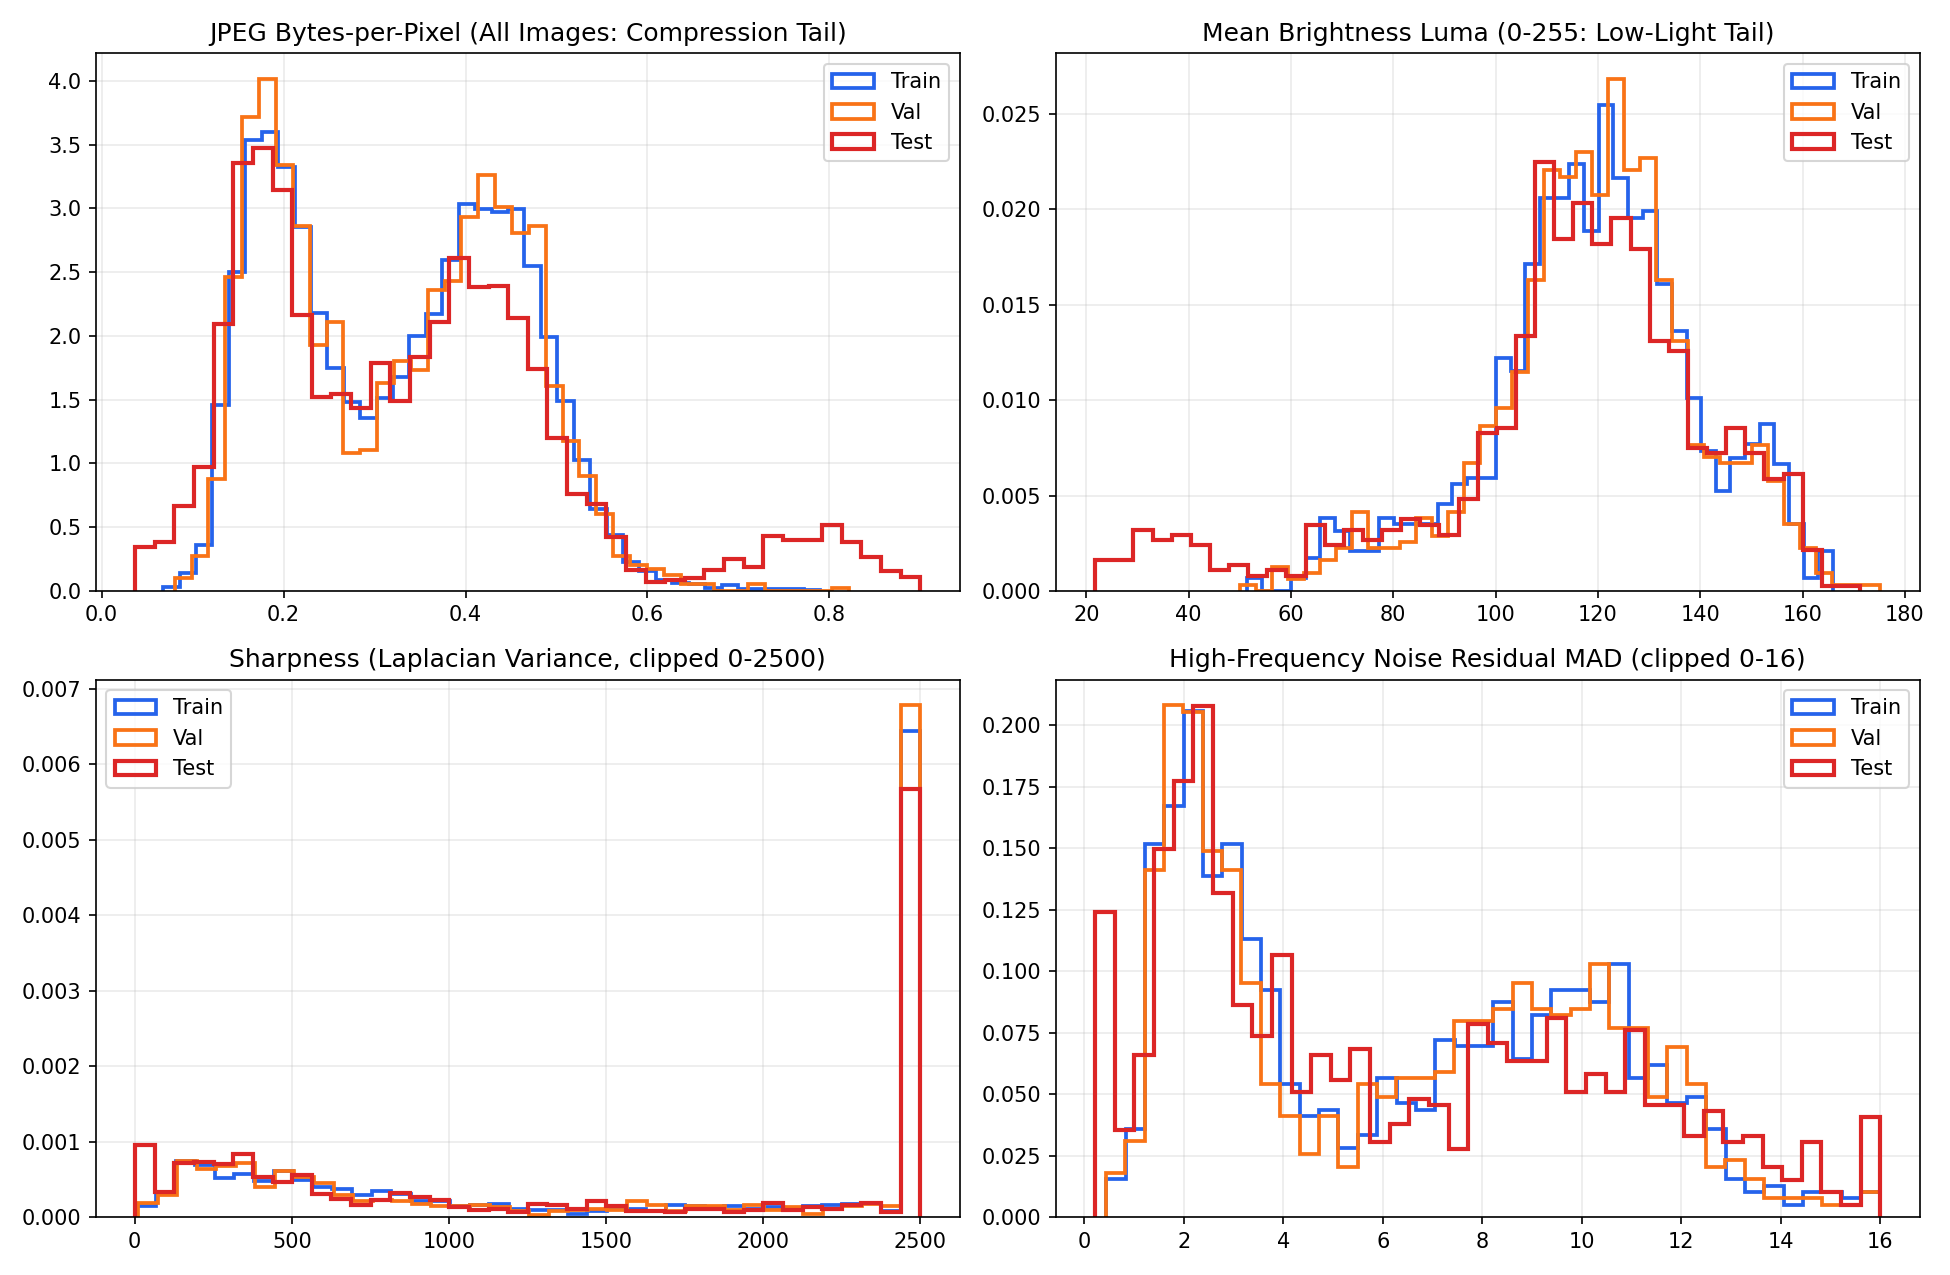 JPEG Bytes-per-Pixel (All Images: Compression Tail)
4.0
3.5
3.0
2.5
2.0
1.5
1.0
0.5
0.0
0.0 0.2 0.4 0.6 0.8
Train
Val
Test
Mean Brightness Luma (0-255: Low-Light Tail)
0.025
0.020
0.015
0.010
0.005
0.000
20 40 60 80 100 120 140 160 180
Train
Val
Test
Sharpness (Laplacian Variance, clipped 0-2500)
0.007
0.006
0.005
0.004
0.003
0.002
0.001
0.000
0 500 1000 1500 2000 2500
Train
Val
Test
High-Frequency Noise Residual MAD (clipped 0-16)
0.200
0.175
0.150
0.125
0.100
0.075
0.050
0.025
0.000
0 2 4 6 8 10 12 14 16
Train
Val
Test